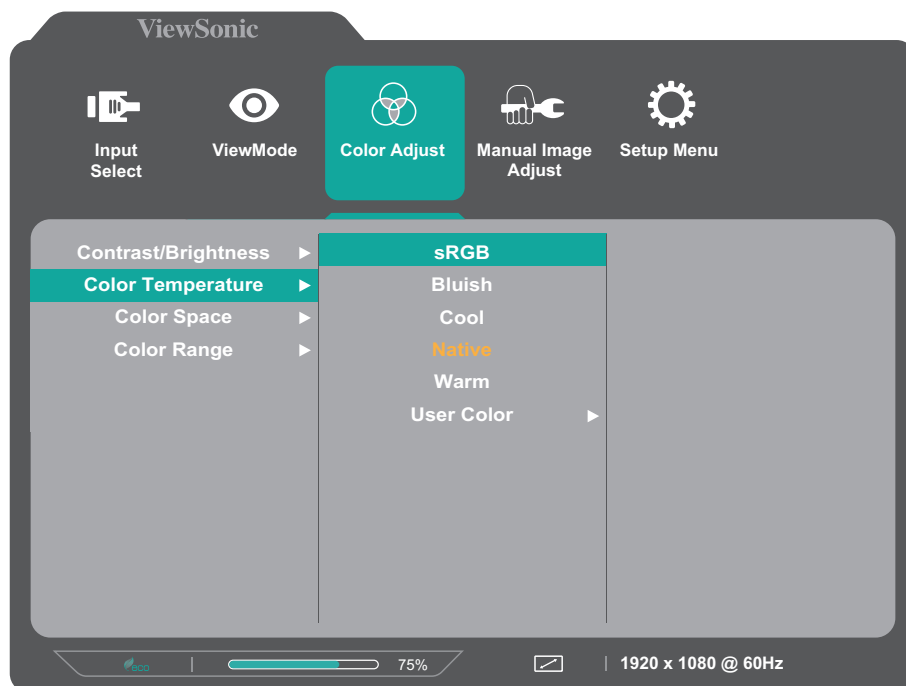 ViewSonic
Input
Select
ViewMode
Color Adjust
Manual Image
Adjust
Setup Menu
Contrast/Brightness
Color Temperature
Color Space
Color Range
sRGB
Bluish
Cool
Native
Warm
User Color
eco
75%
1920 x 1080 @ 60Hz